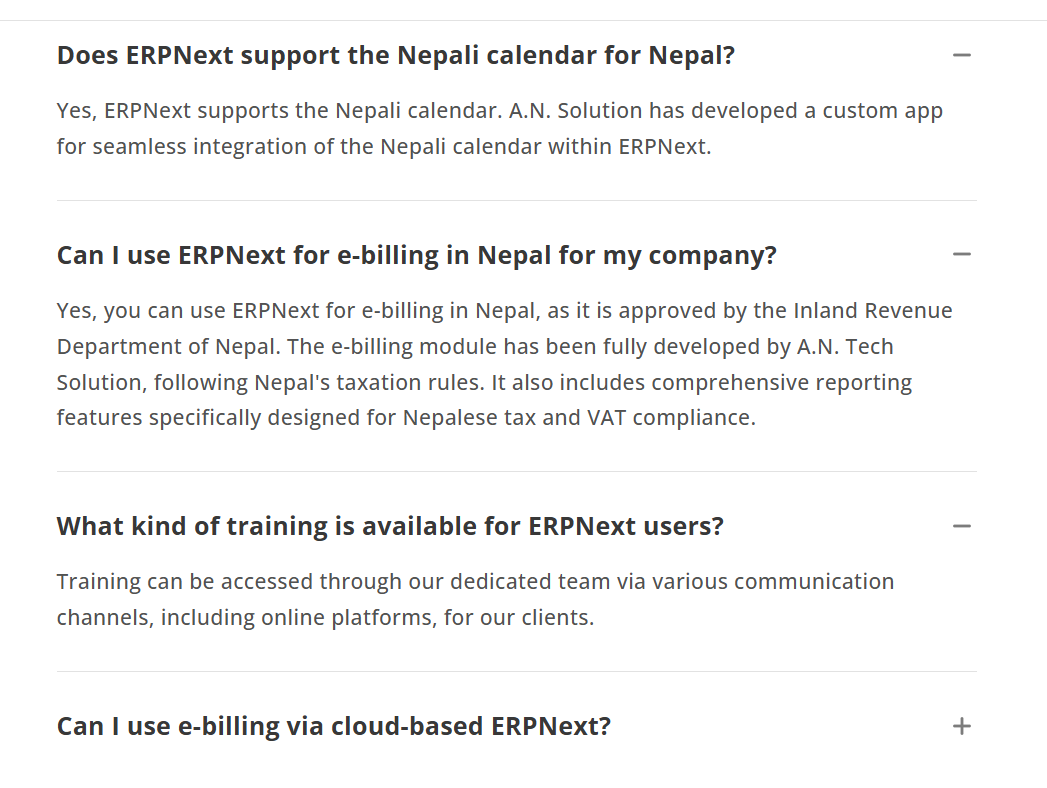 Does ERPNext support the Nepali calendar for Nepal?
Yes, ERPNext supports the Nepali calendar. A.N. Solution has developed a custom app
for seamless integration of the Nepali calendar within ERPNext.
Can I use ERPNext for e-billing in Nepal for my company?
Yes, you can use ERPNext for e-billing in Nepal, as it is approved by the Inland Revenue
Department of Nepal. The e-billing module has been fully developed by A.N. Tech
Solution, following Nepal's taxation rules. It also includes comprehensive reporting
features specifically designed for Nepalese tax and VAT compliance.
What kind of training is available for ERPNext users?
Training can be accessed through our dedicated team via various communication
channels, including online platforms, for our clients.
Can I use e-billing via cloud-based ERPNext?